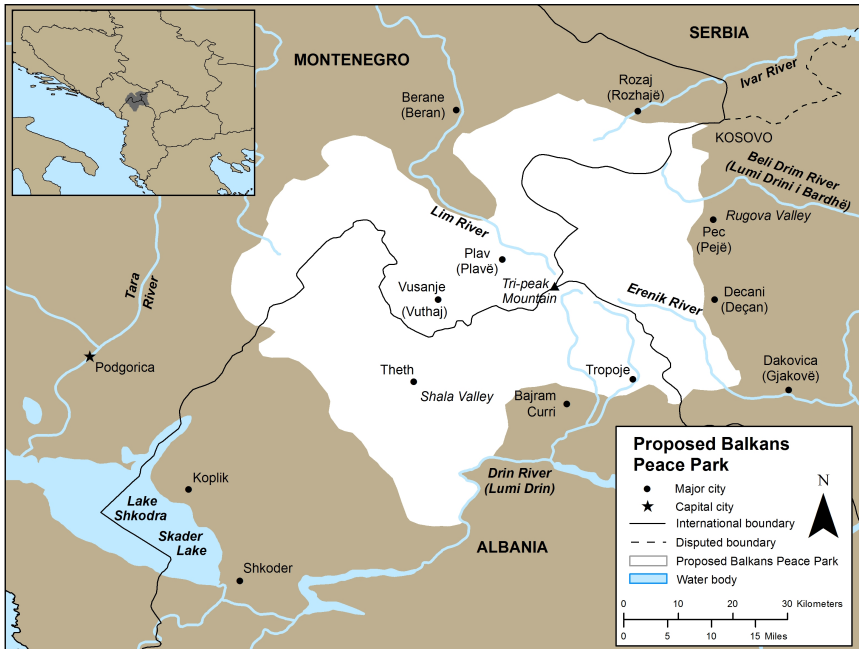 SERBIA
MONTENEGRO
Ivar River
Rozaj
(Rozhajë)
Berane
(Beran)
KOSOVO
Beli Drim River
(Lumi Drini i Bardhë)
Rugova Valley
Pec
(Pejë)
Lim River
Plav
(Plavë)
Tri-peak
Mountain
Vusanje
(Vuthaj)
Tara
River
Erenik River
Decani
(Deçan)
Podgorica
Theth
Shala Valley
Tropoje
Bajram
Curri
Dakovica
(Gjakovë)
Koplik
Drin River
(Lumi Drin)
Lake
Shkodra
Skader
Lake
ALBANIA
Shkoder
Proposed Balkans
Peace Park
N
Major city
Capital city
International boundary
Disputed boundary
Proposed Balkans Peace Park
Water body
0 10 20 30 Kilometers
0 5 10 15 Miles